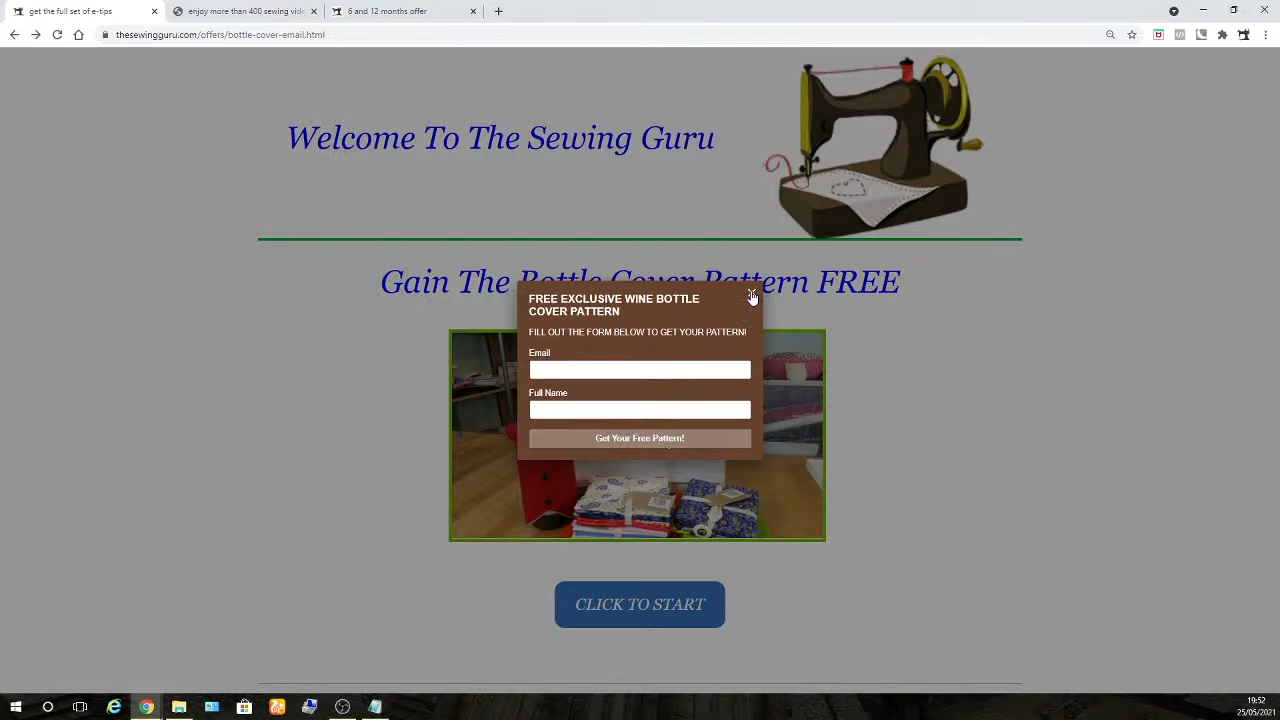 get the full set of e-tips
enjoy more than 400 sewing vide
6 and 12 months offer
thesewingguru.com/offers/bottle-cover-email.html
Welcome To The Sewing Guru
Gain The Bottle Cover Pattern FREE
FREE EXCLUSIVE WINE BOTTLE
COVER PATTERN
FILL OUT THE FORM BELOW TO GET YOUR PATTERN!
Email
Full Name
Get Your Free Pattern!
CLICK TO START
19:52
25/05/2021